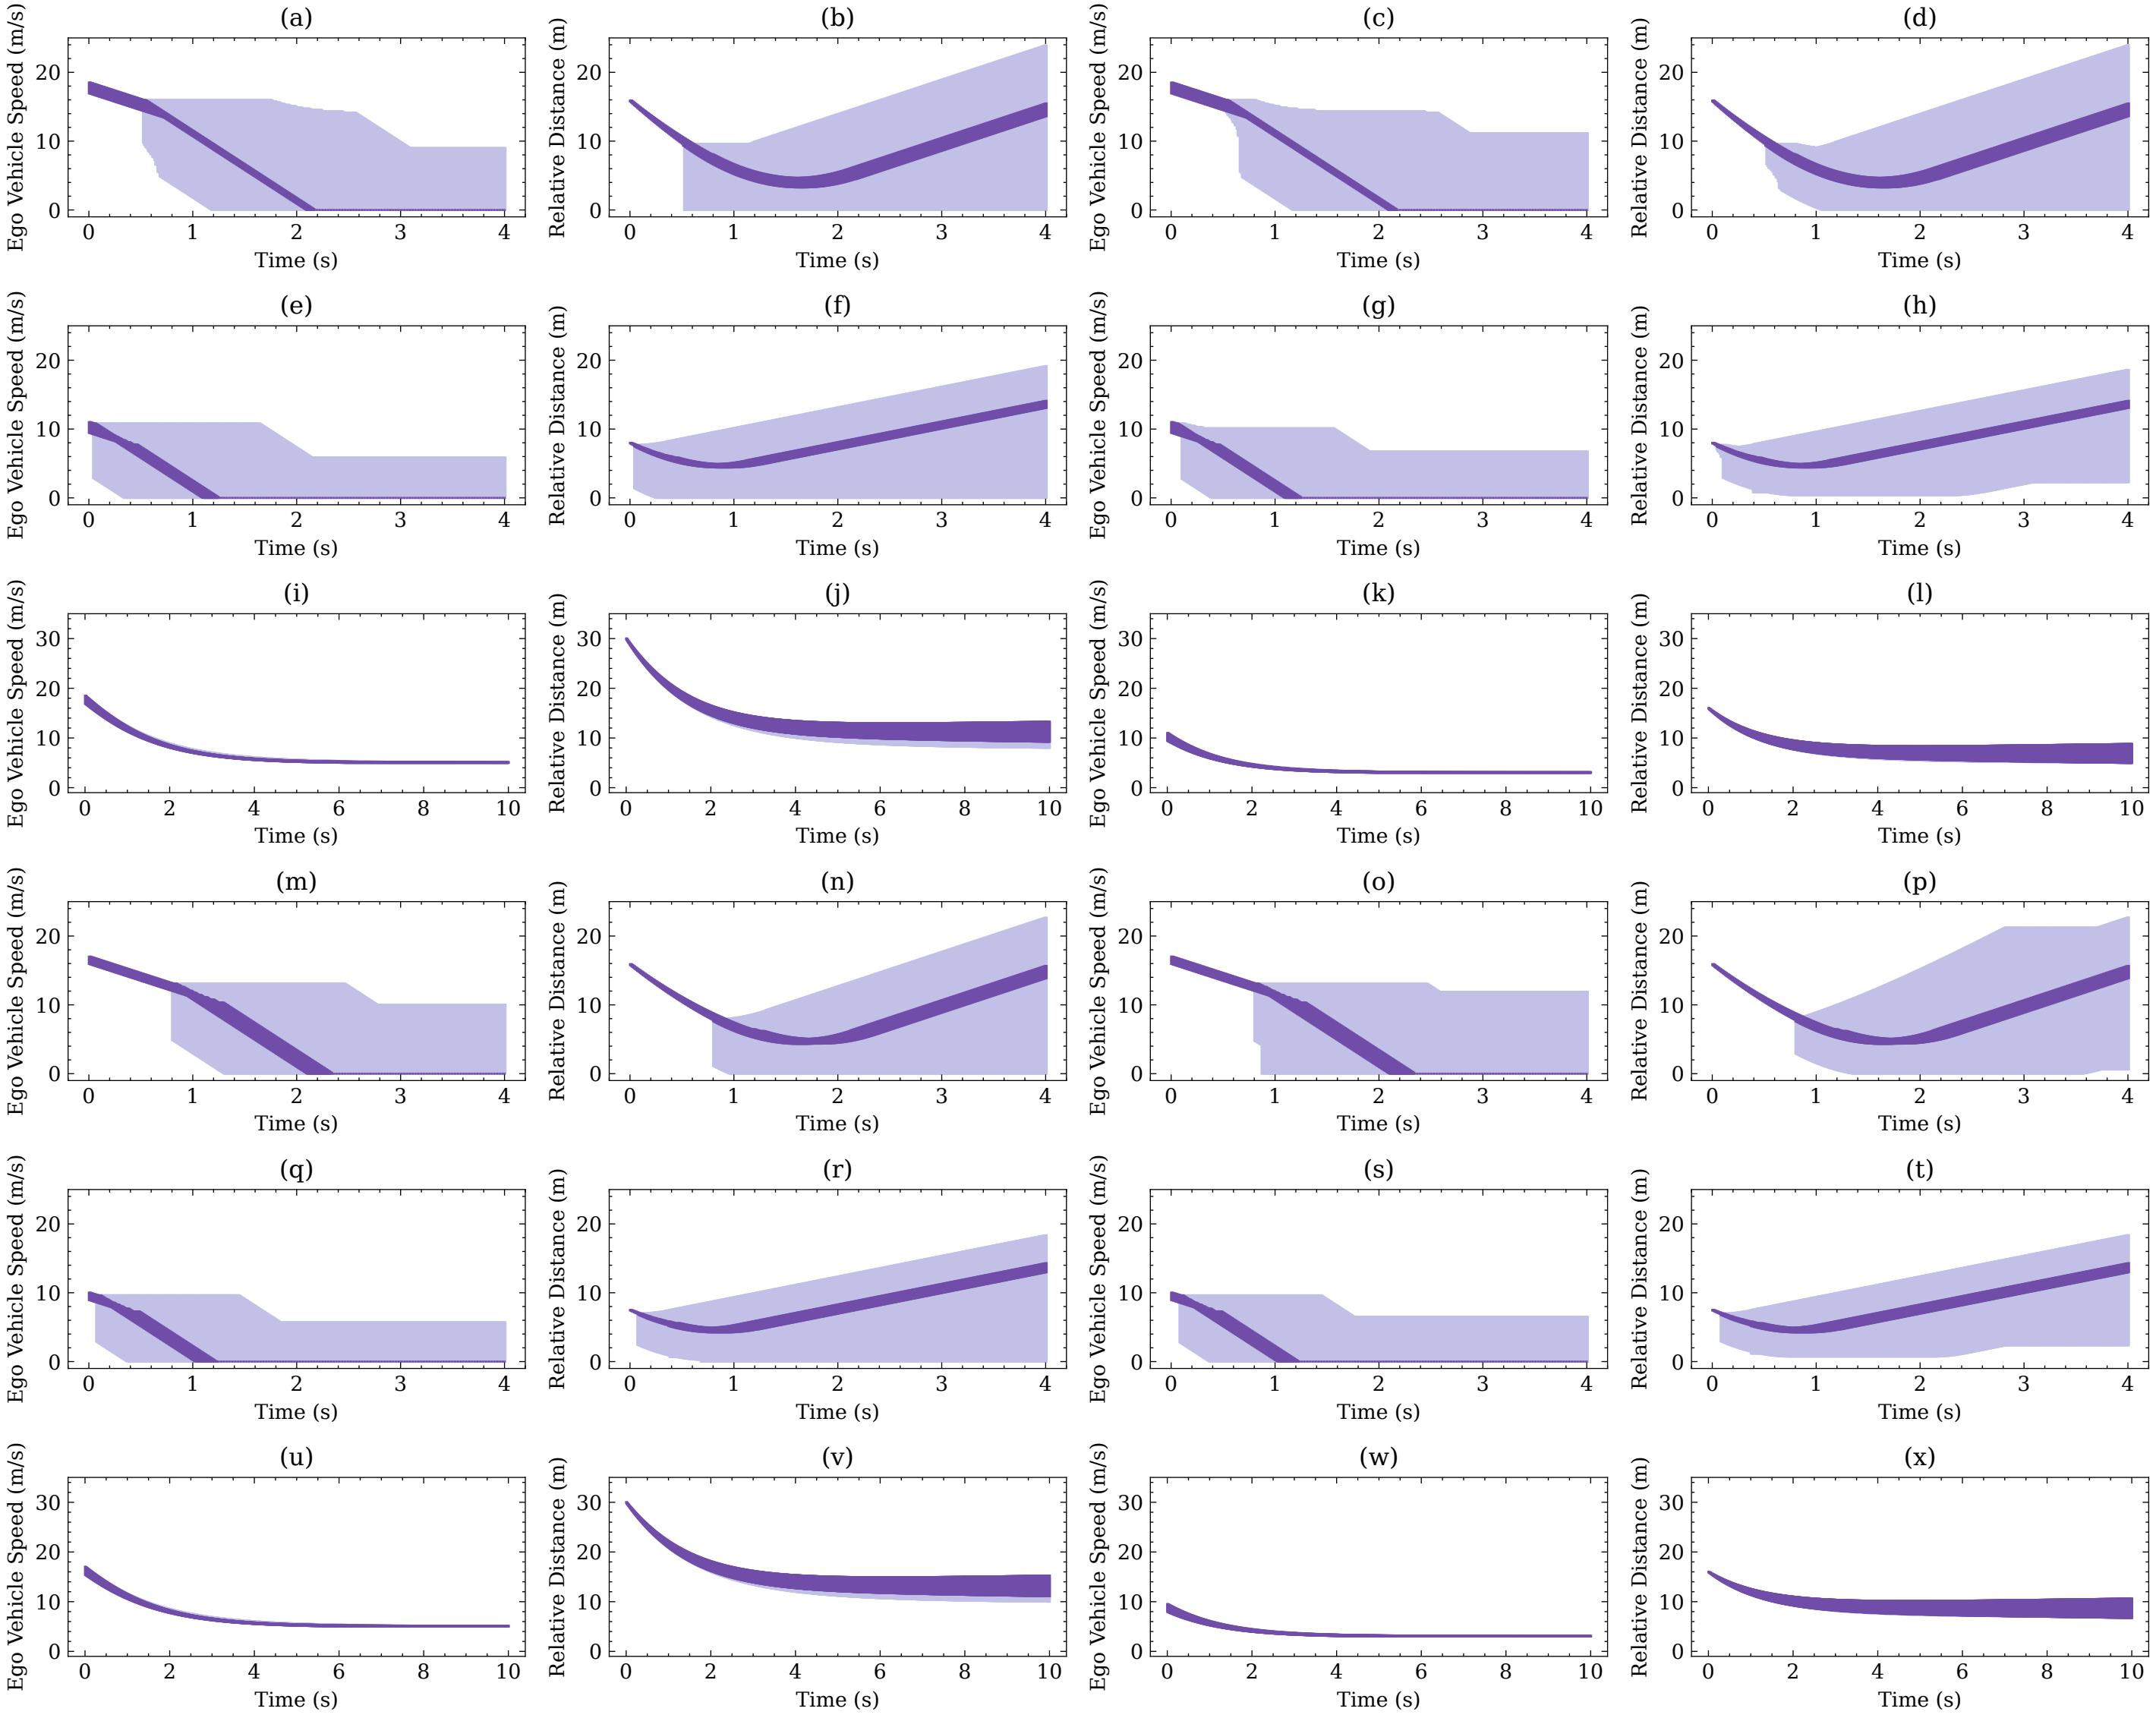 (a)
Ego Vehicle Speed (m/s)
20
10
0
0 1 2 3 4
Time (s)
(b)
Relative Distance (m)
20
10
0
0 1 2 3 4
Time (s)
(c)
Ego Vehicle Speed (m/s)
20
10
0
0 1 2 3 4
Time (s)
(d)
Relative Distance (m)
20
10
0
0 1 2 3 4
Time (s)
(e)
Ego Vehicle Speed (m/s)
20
10
0
0 1 2 3 4
Time (s)
(f)
Relative Distance (m)
20
10
0
0 1 2 3 4
Time (s)
(g)
Ego Vehicle Speed (m/s)
20
10
0
0 1 2 3 4
Time (s)
(h)
Relative Distance (m)
20
10
0
0 1 2 3 4
Time (s)
(i)
Ego Vehicle Speed (m/s)
30
20
10
0
0 2 4 6 8 10
Time (s)
(j)
Relative Distance (m)
30
20
10
0
0 2 4 6 8 10
Time (s)
(k)
Ego Vehicle Speed (m/s)
30
20
10
0
0 2 4 6 8 10
Time (s)
(l)
Relative Distance (m)
30
20
10
0
0 2 4 6 8 10
Time (s)
(m)
Ego Vehicle Speed (m/s)
20
10
0
0 1 2 3 4
Time (s)
(n)
Relative Distance (m)
20
10
0
0 1 2 3 4
Time (s)
(o)
Ego Vehicle Speed (m/s)
20
10
0
0 1 2 3 4
Time (s)
(p)
Relative Distance (m)
20
10
0
0 1 2 3 4
Time (s)
(q)
Ego Vehicle Speed (m/s)
20
10
0
0 1 2 3 4
Time (s)
(r)
Relative Distance (m)
20
10
0
0 1 2 3 4
Time (s)
(s)
Ego Vehicle Speed (m/s)
20
10
0
0 1 2 3 4
Time (s)
(t)
Relative Distance (m)
20
10
0
0 1 2 3 4
Time (s)
(u)
Ego Vehicle Speed (m/s)
30
20
10
0
0 2 4 6 8 10
Time (s)
(v)
Relative Distance (m)
30
20
10
0
0 2 4 6 8 10
Time (s)
(w)
Ego Vehicle Speed (m/s)
30
20
10
0
0 2 4 6 8 10
Time (s)
(x)
Relative Distance (m)
30
20
10
0
0 2 4 6 8 10
Time (s)